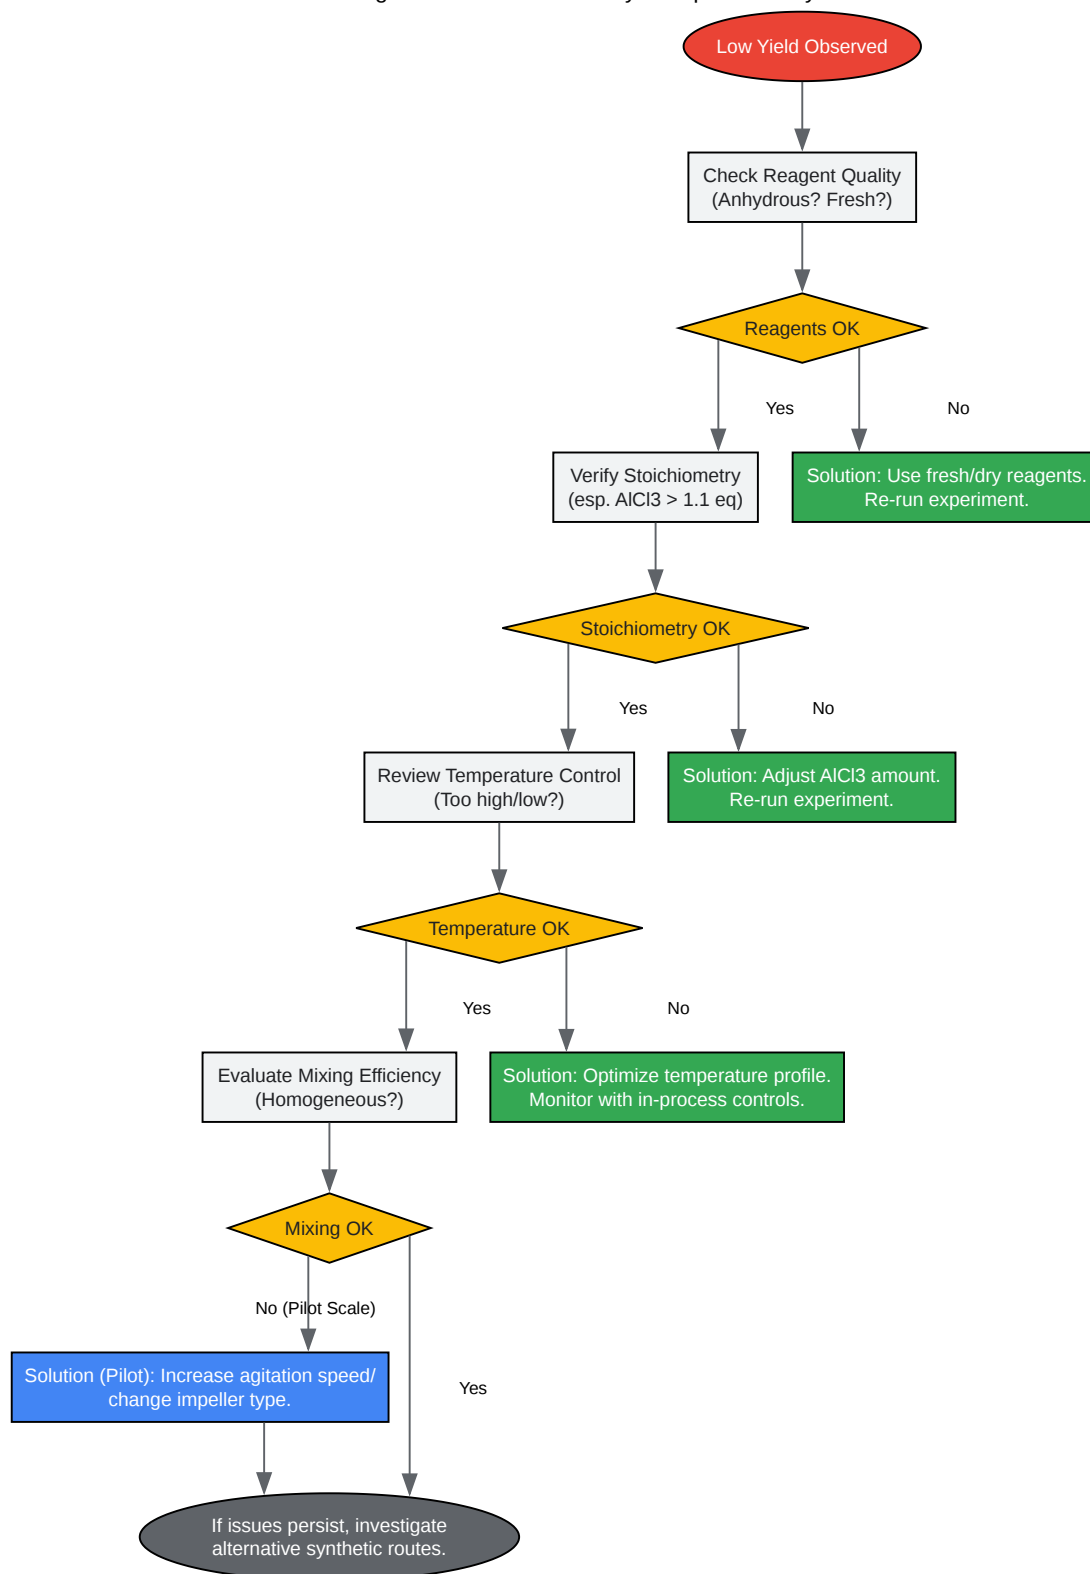 Low Yield Observed
Check Reagent Quality
(Anhydrous? Fresh?)
Reagents OK
Yes
No
Verify Stoichiometry
(esp. AlCl3 > 1.1 eq)
Solution: Use fresh/dry reagents.
Re-run experiment.
Stoichiometry OK
Yes
No
Review Temperature Control
(Too high/low?)
Solution: Adjust AlCl3 amount.
Re-run experiment.
Temperature OK
Yes
No
Evaluate Mixing Efficiency
(Homogeneous?)
Solution: Optimize temperature profile.
Monitor with in-process controls.
Mixing OK
No (Pilot Scale)
Solution (Pilot): Increase agitation speed/
change impeller type.
Yes
If issues persist, investigate
alternative synthetic routes.